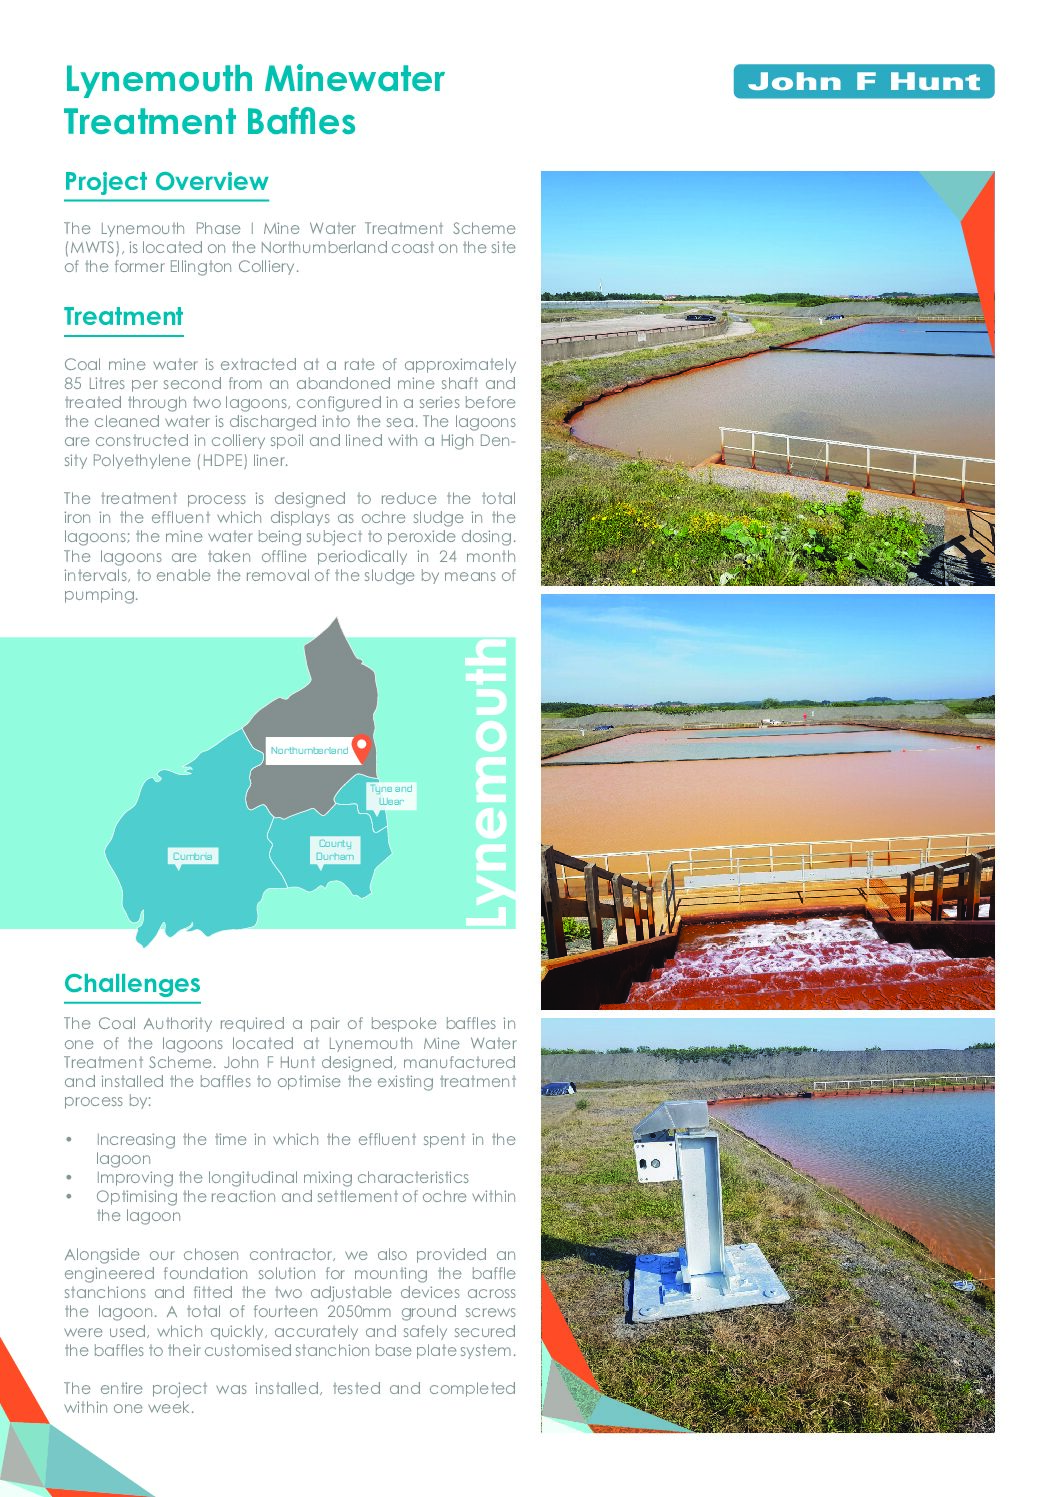 Lynemouth Minewater
Treatment Baffles
John F Hunt
Project Overview
The Lynemouth Phase I Mine Water Treatment Scheme
(MWTS), is located on the Northumberland coast on the site
of the former Ellington Colliery.
Treatment
Coal mine water is extracted at a rate of approximately
85 Litres per second from an abandoned mine shaft and
treated through two lagoons, configured in a series before
the cleaned water is discharged into the sea. The lagoons
are constructed in colliery spoil and lined with a High Den-
sity Polyethylene (HDPE) liner.
The treatment process is designed to reduce the total
iron in the effluent which displays as ochre sludge in the
lagoons; the mine water being subject to peroxide dosing.
The lagoons are taken offline periodically in 24 month
intervals, to enable the removal of the sludge by means of
pumping.
Lynemouth
Northumberland
Tyne and
Wear
County
Durham
Cumbria
Challenges
The Coal Authority required a pair of bespoke baffles in
one of the lagoons located at Lynemouth Mine Water
Treatment Scheme. John F Hunt designed, manufactured
and installed the baffles to optimise the existing treatment
process by:
• Increasing the time in which the effluent spent in the
lagoon
• Improving the longitudinal mixing characteristics
• Optimising the reaction and settlement of ochre within
the lagoon
Alongside our chosen contractor, we also provided an
engineered foundation solution for mounting the baffle
stanchions and fitted the two adjustable devices across
the lagoon. A total of fourteen 2050mm ground screws
were used, which quickly, accurately and safely secured
the baffles to their customised stanchion base plate system.
The entire project was installed, tested and completed
within one week.